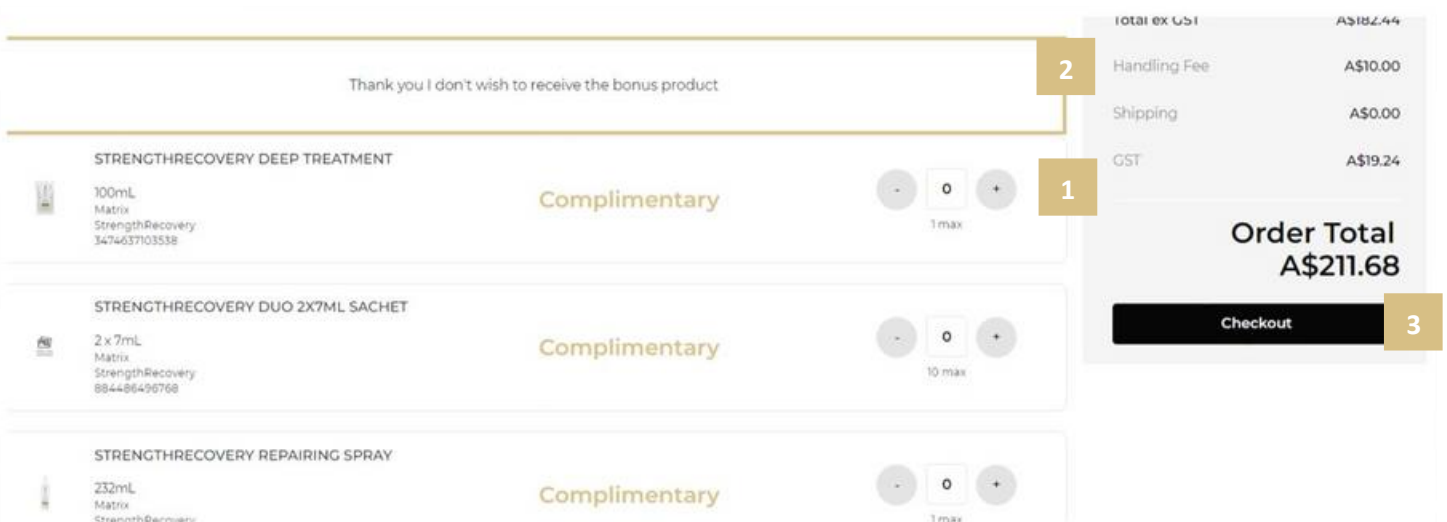 Thank you I don't wish to receive the bonus product
2
STRENGTHRECOVERY DEEP TREATMENT
100mL
Matrix
StrengthRecovery
3474637103538
Complimentary
- 0 +
1 max
1
STRENGTHRECOVERY DUO 2X7ML SACHET
2 x 7mL
Matrix
StrengthRecovery
884486496768
Complimentary
- 0 +
10 max
STRENGTHRECOVERY REPAIRING SPRAY
232mL
Matrix
StrengthRecovery
Complimentary
- 0 +
1 max
Total ex GST A$182.44
Handling Fee A$10.00
Shipping A$0.00
GST A$19.24
Order Total
A$211.68
Checkout
3